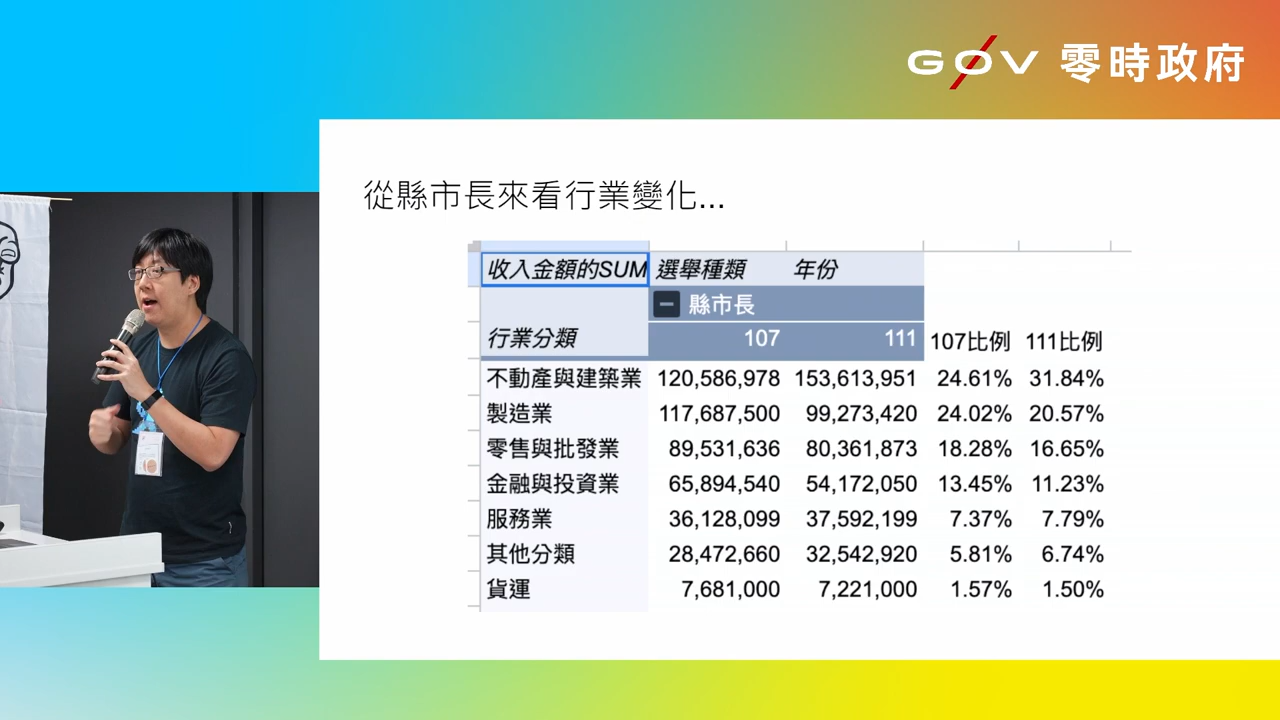 G0V 零時政府
從縣市長來看行業變化...
收入金額的SUM 選舉種類 年份
縣市長
行業分類 107 111 107比例 111比例
不動產與建築業 120,586,978 153,613,951 24.61% 31.84%
製造業 117,687,500 99,273,420 24.02% 20.57%
零售與批發業 89,531,636 80,361,873 18.28% 16.65%
金融與投資業 65,894,540 54,172,050 13.45% 11.23%
服務業 36,128,099 37,592,199 7.37% 7.79%
其他分類 28,472,660 32,542,920 5.81% 6.74%
貨運 7,681,000 7,221,000 1.57% 1.50%